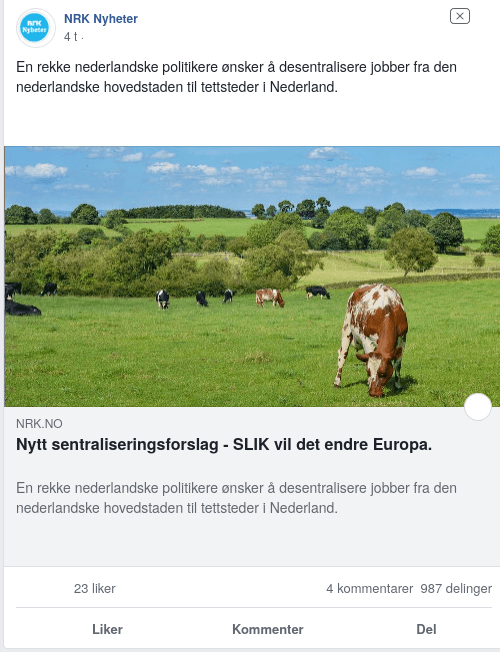 NRK
Nyheter
NRK Nyheter
4 t ·
En rekke nederlandske politikere ønsker å desentralisere jobber fra den
nederlandske hovedstaden til tettsteder i Nederland.
NRK.NO
Nytt sentraliseringsforslag - SLIK vil det endre Europa.
En rekke nederlandske politikere ønsker å desentralisere jobber fra den
nederlandske hovedstaden til tettsteder i Nederland.
23 liker
4 kommentarer 987 delinger
Liker Kommenter Del